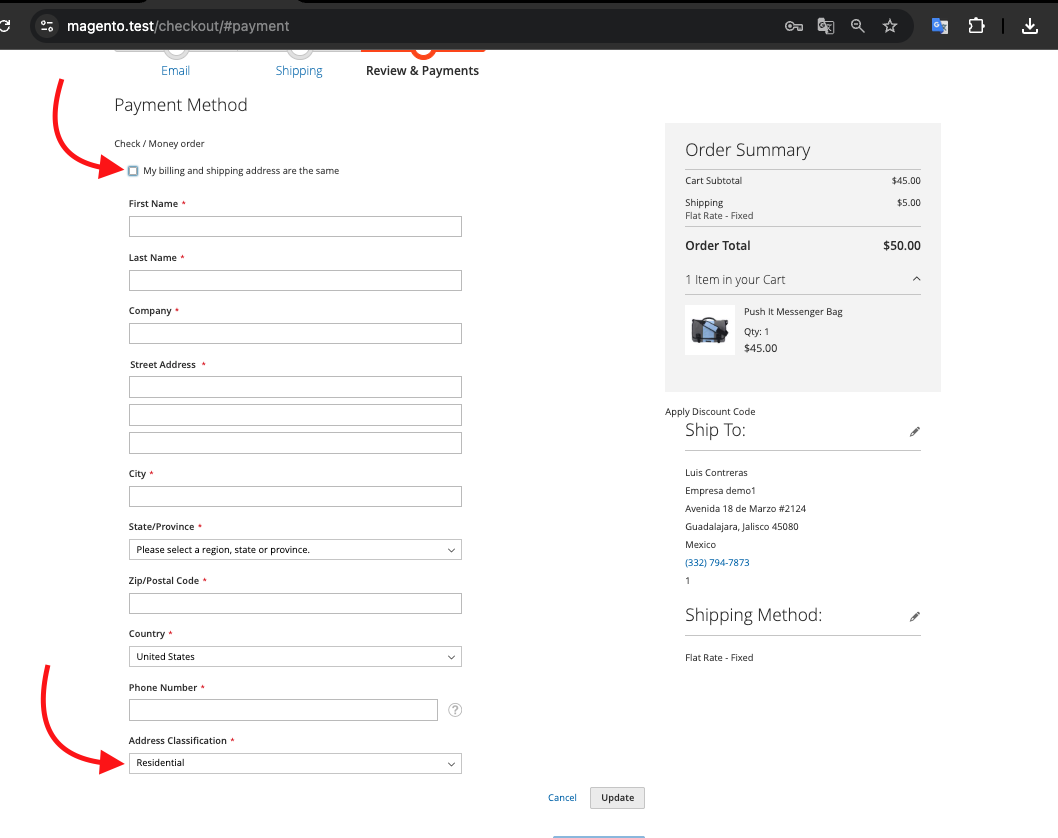 magento.test/checkout/#payment
Email
Shipping
Review & Payments
Payment Method
Check / Money order
My billing and shipping address are the same
First Name *
Last Name *
Company *
Street Address *
City *
State/Province *
Please select a region, state or province.
Zip/Postal Code *
Country *
United States
Phone Number *
?
Address Classification *
Residential
Cancel
Update
Order Summary
Cart Subtotal $45.00
Shipping $5.00
Flat Rate - Fixed
Order Total $50.00
1 Item in your Cart
Push It Messenger Bag
Qty: 1
$45.00
Apply Discount Code
Ship To:
Luis Contreras
Empresa demo1
Avenida 18 de Marzo #2124
Guadalajara, Jalisco 45080
Mexico
(332) 794-7873
1
Shipping Method:
Flat Rate - Fixed